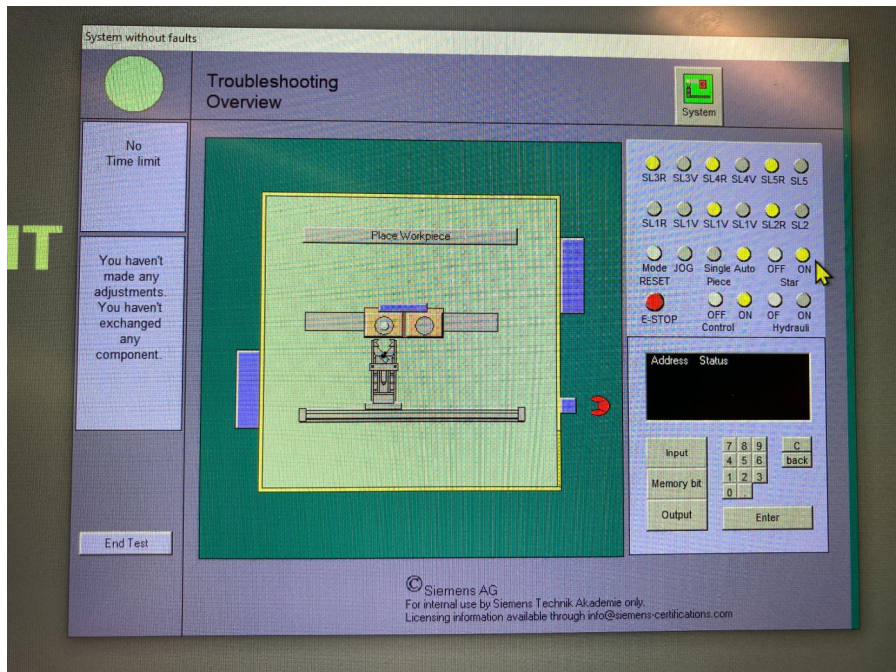 System without faults
Troubleshooting
Overview
System
No
Time limit
IT
You haven't
made any
adjustments.
You haven't
exchanged
any
component.
End Test
Place Workpiece
SL3R SL3V SL4R SL4V SL5R SL5
SL1R SL1V SL1V SL1V SL2R SL2
Mode JOG Single Auto OFF ON
RESET Piece Star
E-STOP OFF ON OF ON
Control Hydrauli
Address Status
Input
Memory bit
Output
7 8 9 C
4 5 6 back
1 2 3
0 .
Enter
© Siemens AG
For internal use by Siemens Technik Akademie only.
Licensing information available through info@siemens-certifications.com